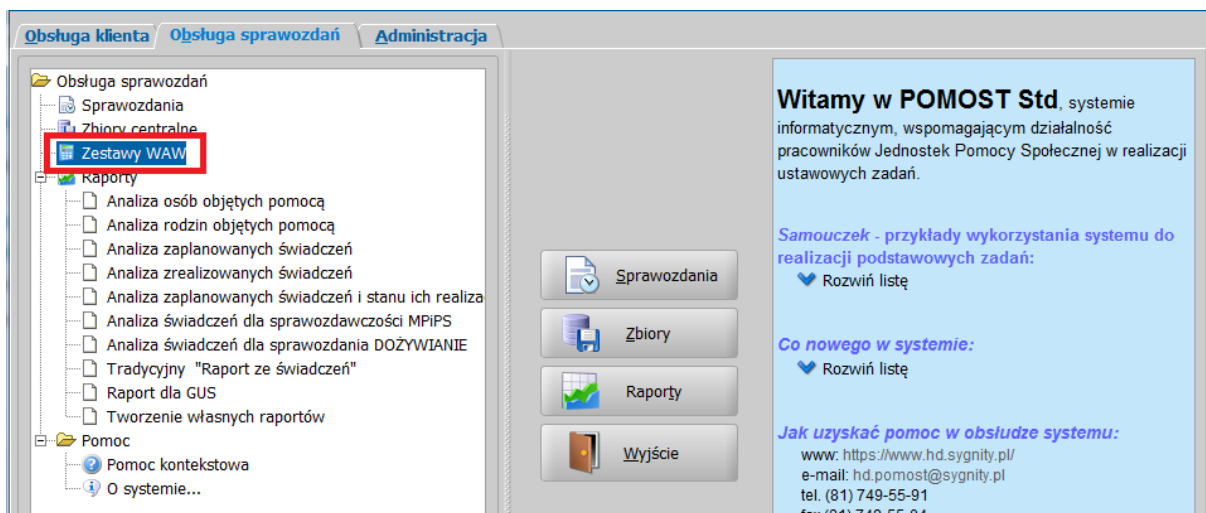 Obsługa klienta
Obsługa sprawozdań
Administracja
Obsługa sprawozdań
Sprawozdania
Zbiory centralne
Zestawy WAW
Raporty
Analiza osób objętych pomocą
Analiza rodzin objętych pomocą
Analiza zaplanowanych świadczeń
Analiza zrealizowanych świadczeń
Analiza zaplanowanych świadczeń i stanu ich realiza
Analiza świadczeń dla sprawozdawczości MPiPS
Analiza świadczeń dla sprawozdania DOŻYWIANIE
Tradycyjny "Raport ze świadczeń"
Raport dla GUS
Tworzenie własnych raportów
Pomoc
Pomoc kontekstowa
O systemie...
Sprawozdania
Zbiory
Raporty
Wyjście
Witamy w POMOST Std, systemie
informatycznym, wspomagającym działalność
pracowników Jednostek Pomocy Społecznej w realizacji
ustawowych zadań.
Samouczek - przykłady wykorzystania systemu do
realizacji podstawowych zadań:
Rozwiń listę
Co nowego w systemie:
Rozwiń listę
Jak uzyskać pomoc w obsłudze systemu:
www: https://www.hd.sygnity.pl/
e-mail: hd.pomost@sygnity.pl
tel. (81) 749-55-91